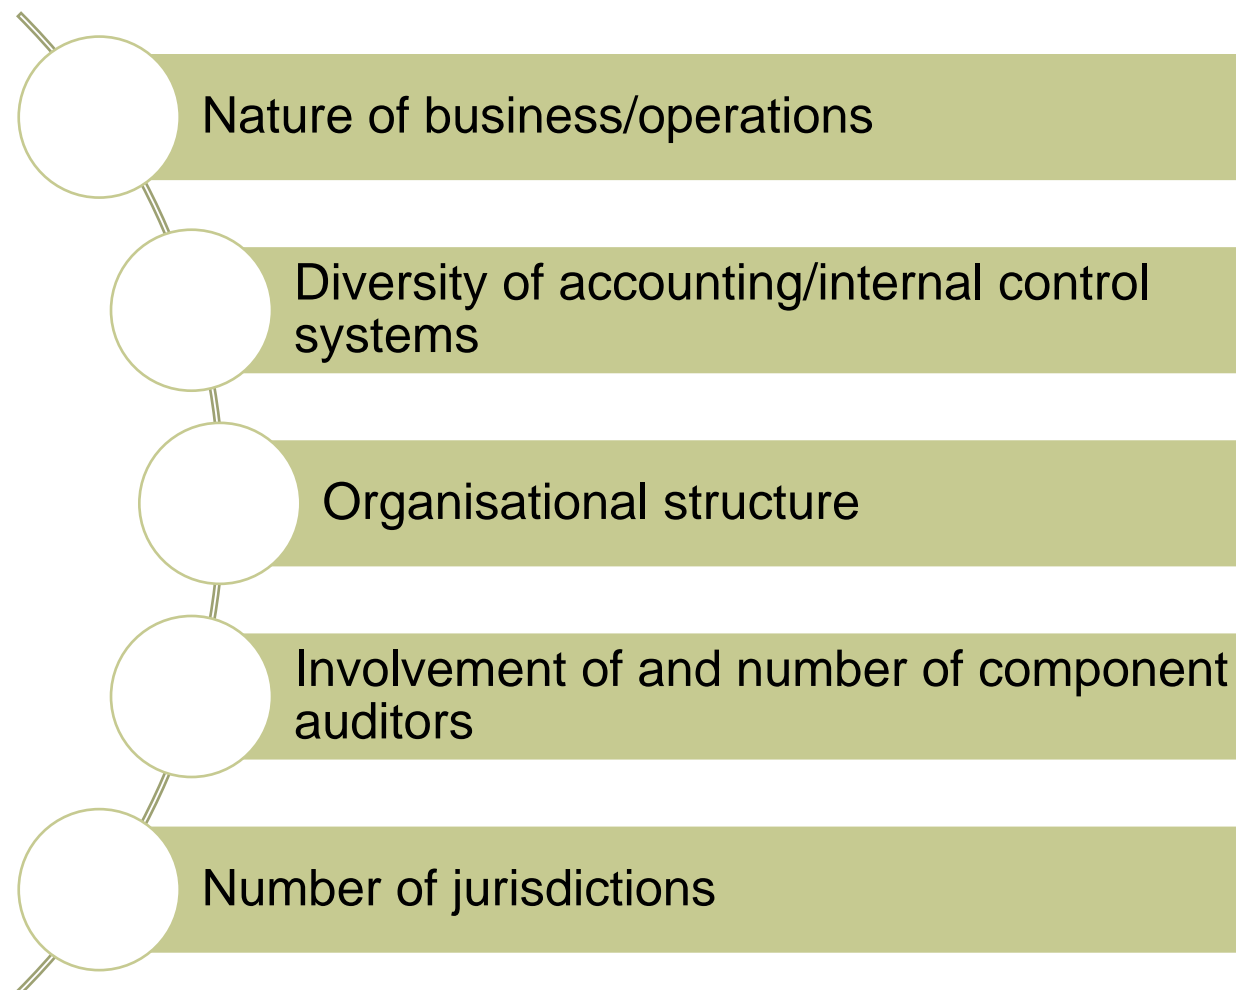 Nature of business/operations
Diversity of accounting/internal control
systems
Organisational structure
Involvement of and number of component
auditors
Number of jurisdictions